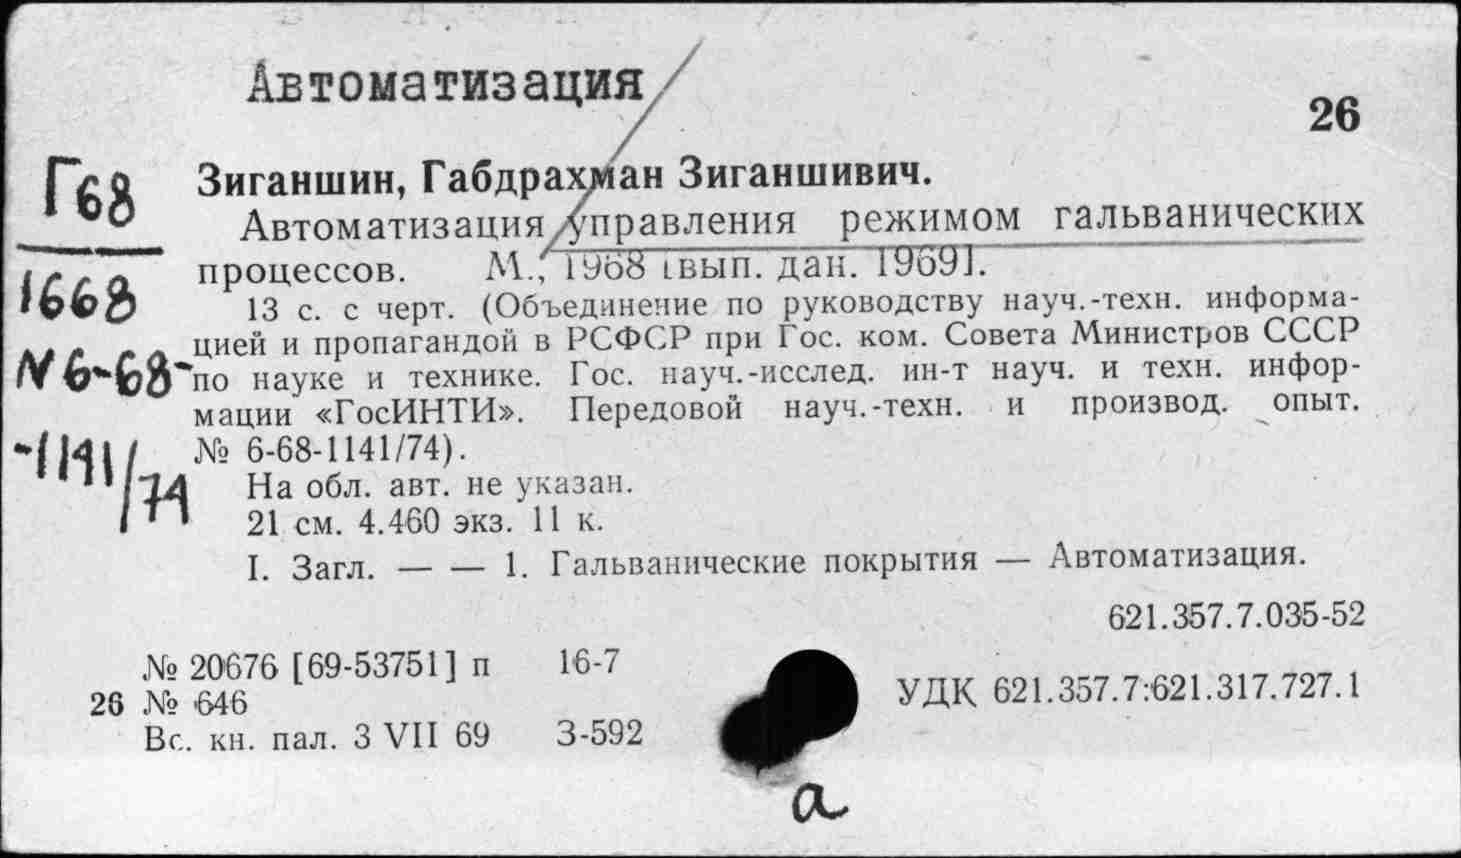 Автоматизация
26
Г68
1668
N6-68-
-1141/74
Зиганшин, Габдрахман Зиганшивич.
Автоматизация управления режимом гальванических
процессов. М., 1968 [вып. дан. 1969].
13 с. с черт. (Объединение по руководству науч.-техн. информа-
цией и пропагандой в РСФСР при Гос. ком. Совета Министров СССР
по науке и технике. Гос. науч.-исслед. ин-т науч. и техн. инфор-
мации «ГосИНТИ». Передовой науч.-техн. и производ. опыт.
№ 6-68-1141/74).
На обл. авт. не указан.
21 см. 4.460 экз. 11 к.
I. Загл. — — 1. Гальванические покрытия — Автоматизация.
621.357.7.035-52
№ 20676 [69-53751] п 16-7
26 № 646
УДК 621.357.7:621.317.727.1
Вс. кн. пал. 3 VII 69 З-592
а